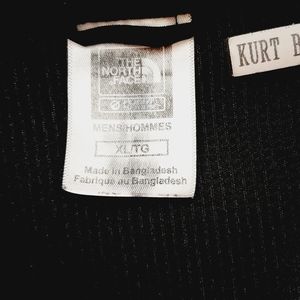 THE
NORTH
FACE
MENS/HOMMES
XL/TG
Made in Bangladesh
Fabrique au Bangladesh
KURT B